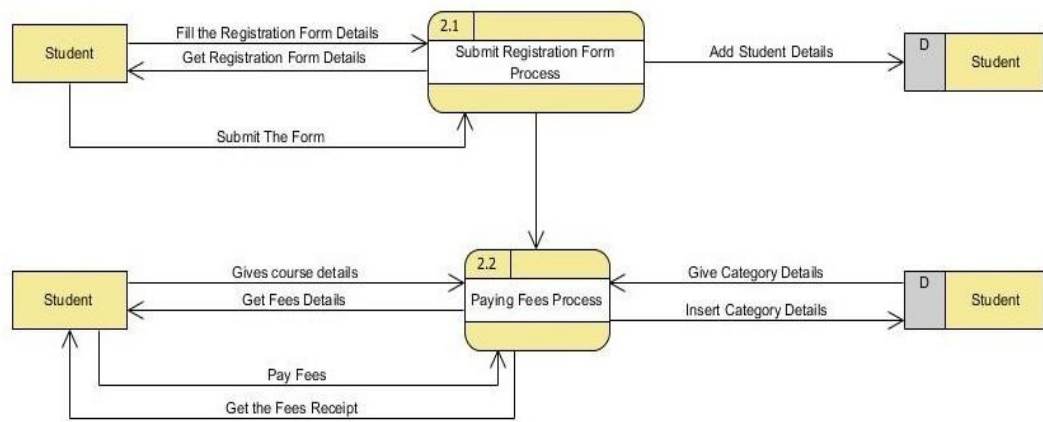 2.1
Fill the Registration Form Details
Student
Get Registration Form Details
Submit Registration Form
Process
Add Student Details
D
Student
Submit The Form
2.2
Gives course details
Student
Get Fees Details
Paying Fees Process
Give Category Details
D
Student
Insert Category Details
Pay Fees
Get the Fees Receipt